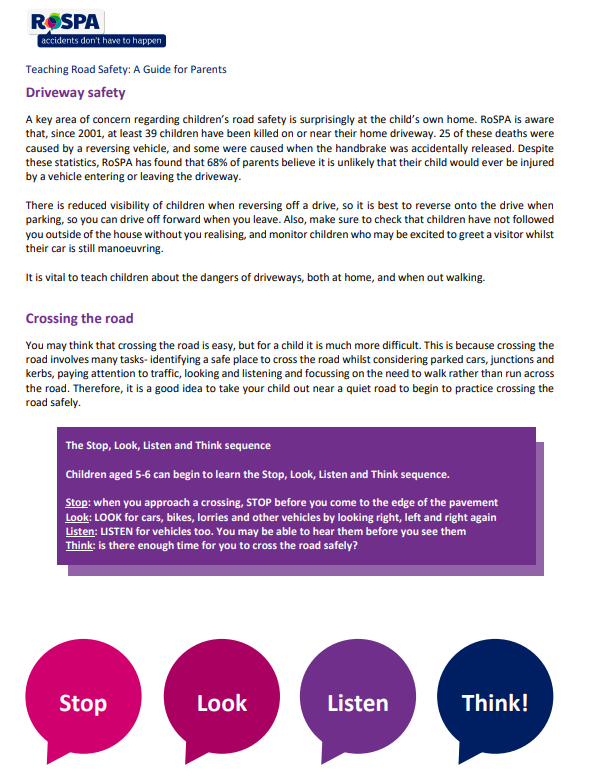 RoSPA
accidents don't have to happen
Teaching Road Safety: A Guide for Parents
Driveway safety
A key area of concern regarding children's road safety is surprisingly at the child's own home. RoSPA is aware
that, since 2001, at least 39 children have been killed on or near their home driveway. 25 of these deaths were
caused by a reversing vehicle, and some were caused when the handbrake was accidentally released. Despite
these statistics, RoSPA has found that 68% of parents believe it is unlikely that their child would ever be injured
by a vehicle entering or leaving the driveway.
There is reduced visibility of children when reversing off a drive, so it is best to reverse onto the drive when
parking, so you can drive off forward when you leave. Also, make sure to check that children have not followed
you outside of the house without you realising, and monitor children who may be excited to greet a visitor whilst
their car is still manoeuvring.
It is vital to teach children about the dangers of driveways, both at home, and when out walking.
Crossing the road
You may think that crossing the road is easy, but for a child it is much more difficult. This is because crossing the
road involves many tasks- identifying a safe place to cross the road whilst considering parked cars, junctions and
kerbs, paying attention to traffic, looking and listening and focussing on the need to walk rather than run across
the road. Therefore, it is a good idea to take your child out near a quiet road to begin to practice crossing the
road safely.
The Stop, Look, Listen and Think sequence
Children aged 5-6 can begin to learn the Stop, Look, Listen and Think sequence.
Stop: when you approach a crossing, STOP before you come to the edge of the pavement
Look: LOOK for cars, bikes, lorries and other vehicles by looking right, left and right again
Listen: LISTEN for vehicles too. You may be able to hear them before you see them
Think: is there enough time for you to cross the road safely?
Stop
Look
Listen
Think!